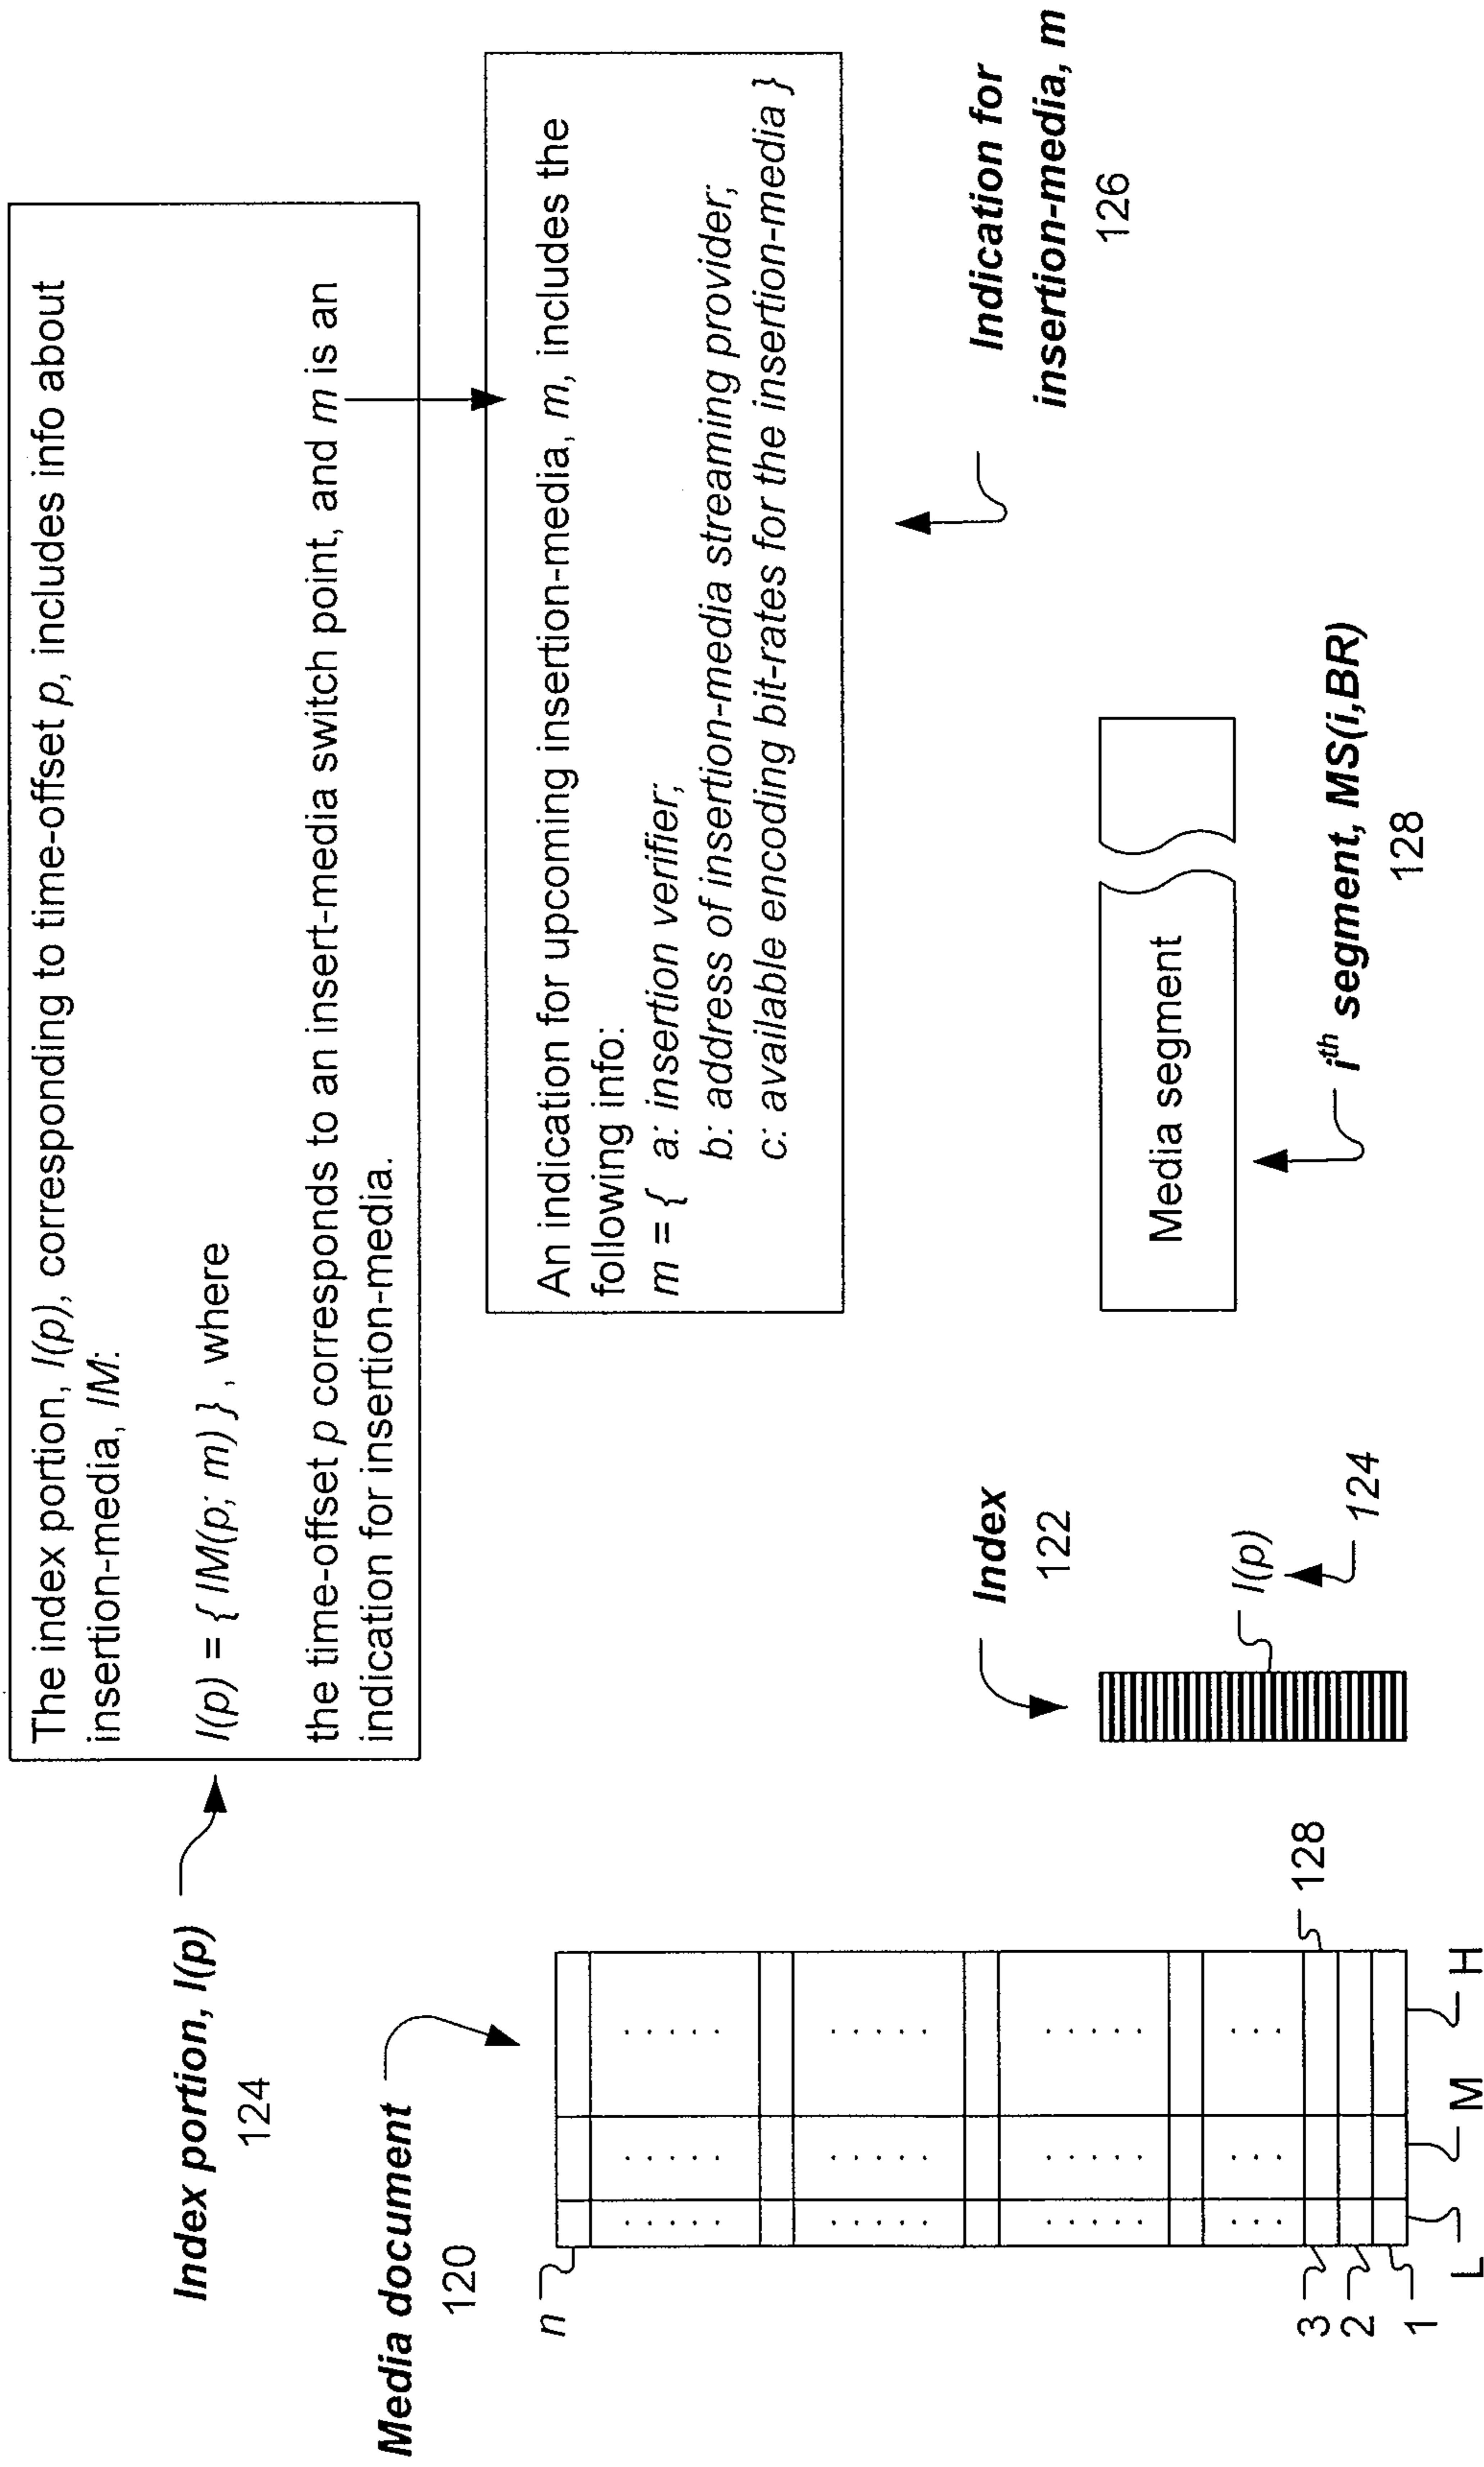 Index portion, I(p)
124
The index portion, I(p), corresponding to time-offset p, includes info about
insertion-media, IM:
I(p) = { IM(p; m) } , where
the time-offset p corresponds to an insert-media switch point, and m is an
indication for insertion-media.
An indication for upcoming insertion-media, m, includes the
following info:
m = { a: insertion verifier;
b: address of insertion-media streaming provider;
c: available encoding bit-rates for the insertion-media }
Indication for
insertion-media, m
126
Media document
120
n
3
2
1
L
M
H
128
Index
122
I(p)
124
Media segment
ith segment, MS(i,BR)
128